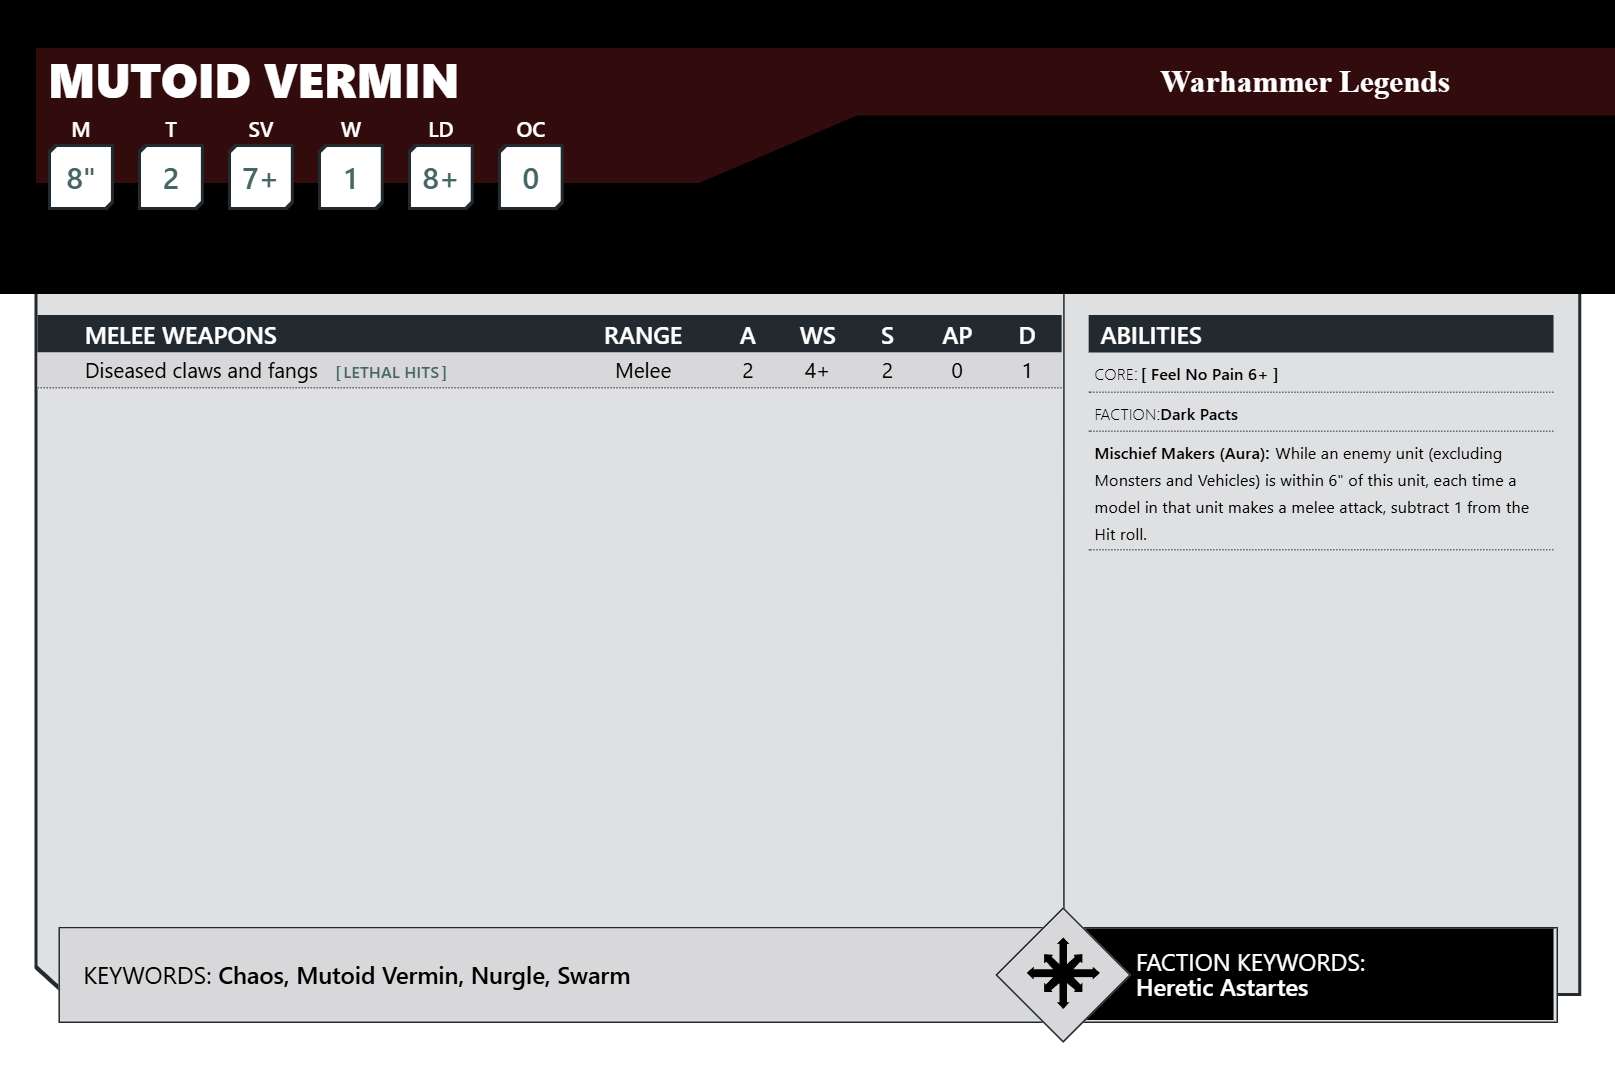 MUTOID VERMIN
Warhammer Legends
M T SV W LD OC
8" 2 7+ 1 8+ 0
MELEE WEAPONS RANGE A WS S AP D
Diseased claws and fangs [LETHAL HITS] Melee 2 4+ 2 0 1
ABILITIES
CORE: [ Feel No Pain 6+ ]
FACTION:Dark Pacts
Mischief Makers (Aura): While an enemy unit (excluding
Monsters and Vehicles) is within 6" of this unit, each time a
model in that unit makes a melee attack, subtract 1 from the
Hit roll.
KEYWORDS: Chaos, Mutoid Vermin, Nurgle, Swarm
FACTION KEYWORDS:
Heretic Astartes